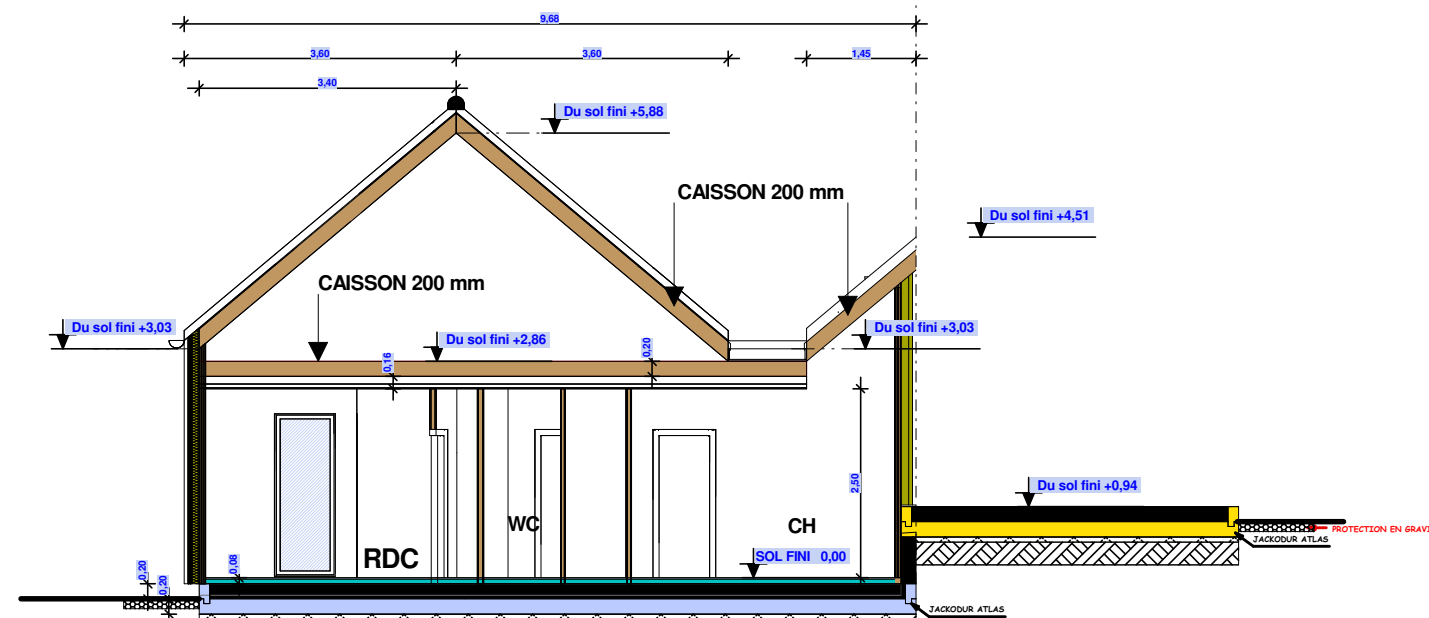 9,68
3,60
3,60
1,45
3,40
Du sol fini +5,88
CAISSON 200 mm
Du sol fini +4,51
CAISSON 200 mm
Du sol fini +3,03
Du sol fini +2,86
Du sol fini +3,03
0,20
0,16
2,50
Du sol fini +0,94
WC
CH
PROTECTION EN GRAVI
JACKODUR ATLAS
RDC
SOL FINI 0,00
0,20
0,08
0,20
JACKODUR ATLAS